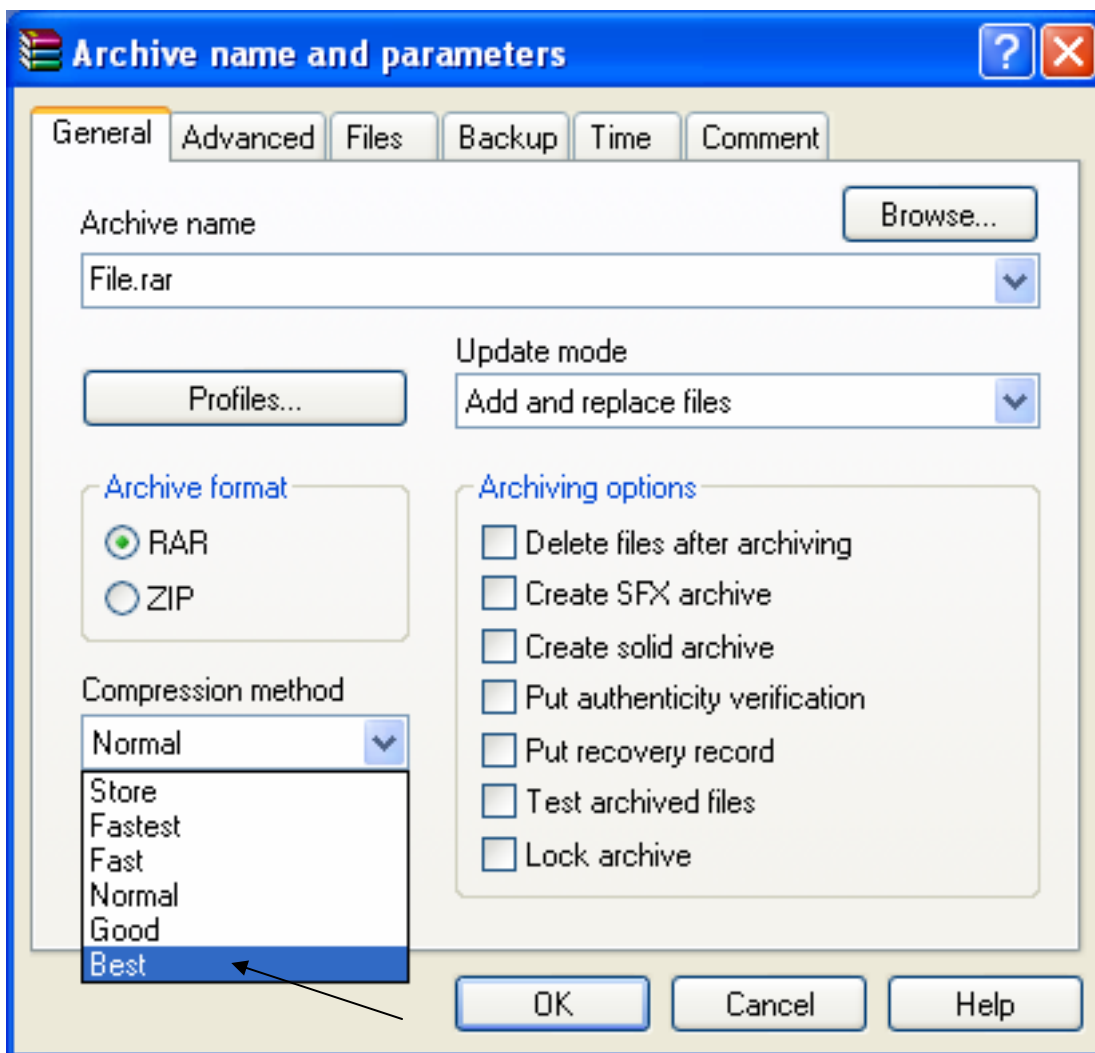 Archive name and parameters
General Advanced Files Backup Time Comment
Archive name
Browse...
File.rar
Update mode
Profiles...
Add and replace files
Archive format
RAR
ZIP
Archiving options
Delete files after archiving
Create SFX archive
Create solid archive
Put authenticity verification
Put recovery record
Test archived files
Lock archive
Compression method
Normal
Store
Fastest
Fast
Normal
Good
Best
OK Cancel Help